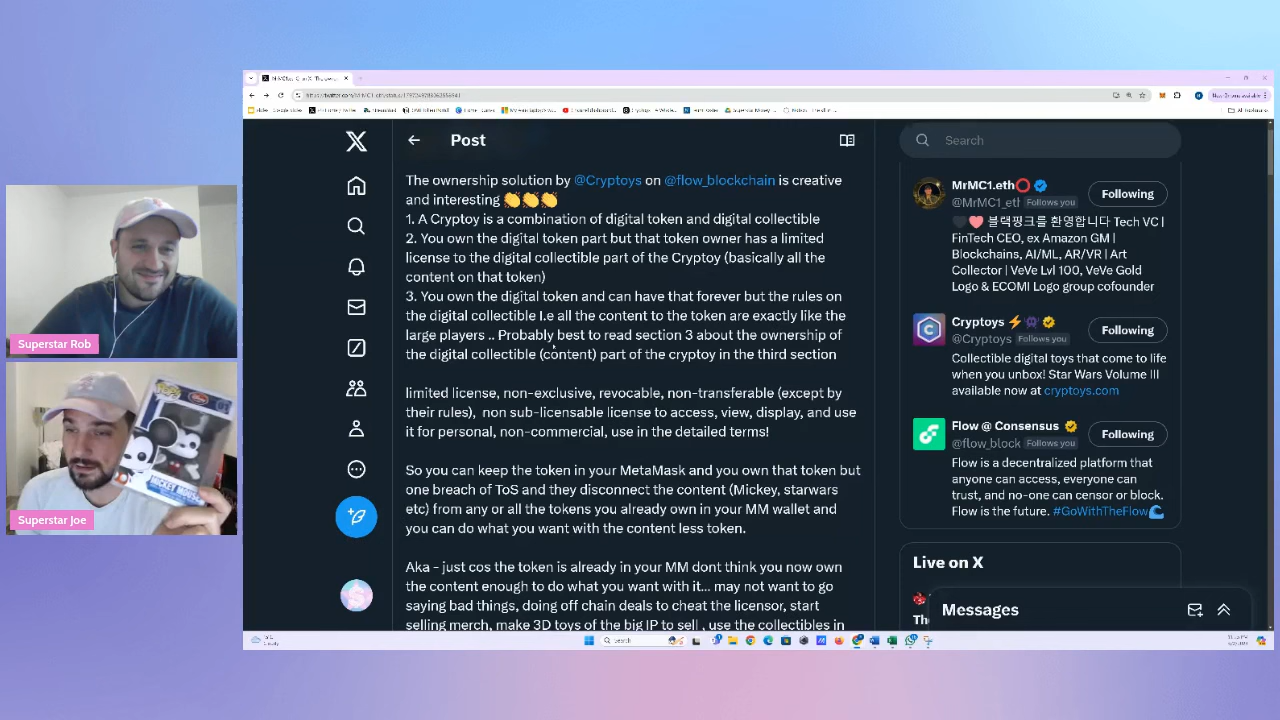 Superstar Rob
Superstar Joe
MICKEY MOUSE
Post
The ownership solution by @Cryptoys on @flow_blockchain is creative
and interesting 👏👏👏
1. A Cryptoy is a combination of digital token and digital collectible
2. You own the digital token part but that token owner has a limited
license to the digital collectible part of the Cryptoy (basically all the
content on that token)
3. You own the digital token and can have that forever but the rules on
the digital collectible I.e all the content to the token are exactly like the
large players .. Probably best to read section 3 about the ownership of
the digital collectible (content) part of the cryptoy in the third section
limited license, non-exclusive, revocable, non-transferable (except by
their rules),  non sub-licensable license to access, view, display, and use
it for personal, non-commercial, use in the detailed terms!
So you can keep the token in your MetaMask and you own that token but
one breach of ToS and they disconnect the content (Mickey, starwars
etc) from any or all the tokens you already own in your MM wallet and
you can do what you want with the content less token.
Aka - just cos the token is already in your MM dont think you now own
the content enough to do what you want with it... may not want to go
saying bad things, doing off chain deals to cheat the licensor, start
selling merch, make 3D toys of the big IP to sell , use the collectibles in
Search
MrMC1.eth⭕
@MrMC1_eth Follows you
Following
🖤🩷 블랙핑크를 환영합니다 Tech VC |
FinTech CEO, ex Amazon GM |
Blockchains, AI/ML, AR/VR | Art
Collector | VeVe Lvl 100, VeVe Gold
Logo & ECOMI Logo group cofounder
Cryptoys ⚡👾
@Cryptoys Follows you
Following
Collectible digital toys that come to life
when you unbox! Star Wars Volume III
available now at cryptoys.com
Flow @ Consensus
@flow_block Follows you
Following
Flow is a decentralized platform that
anyone can access, everyone can
trust, and no-one can censor or block.
Flow is the future. #GoWithTheFlow🌊
Live on X
Messages
Search